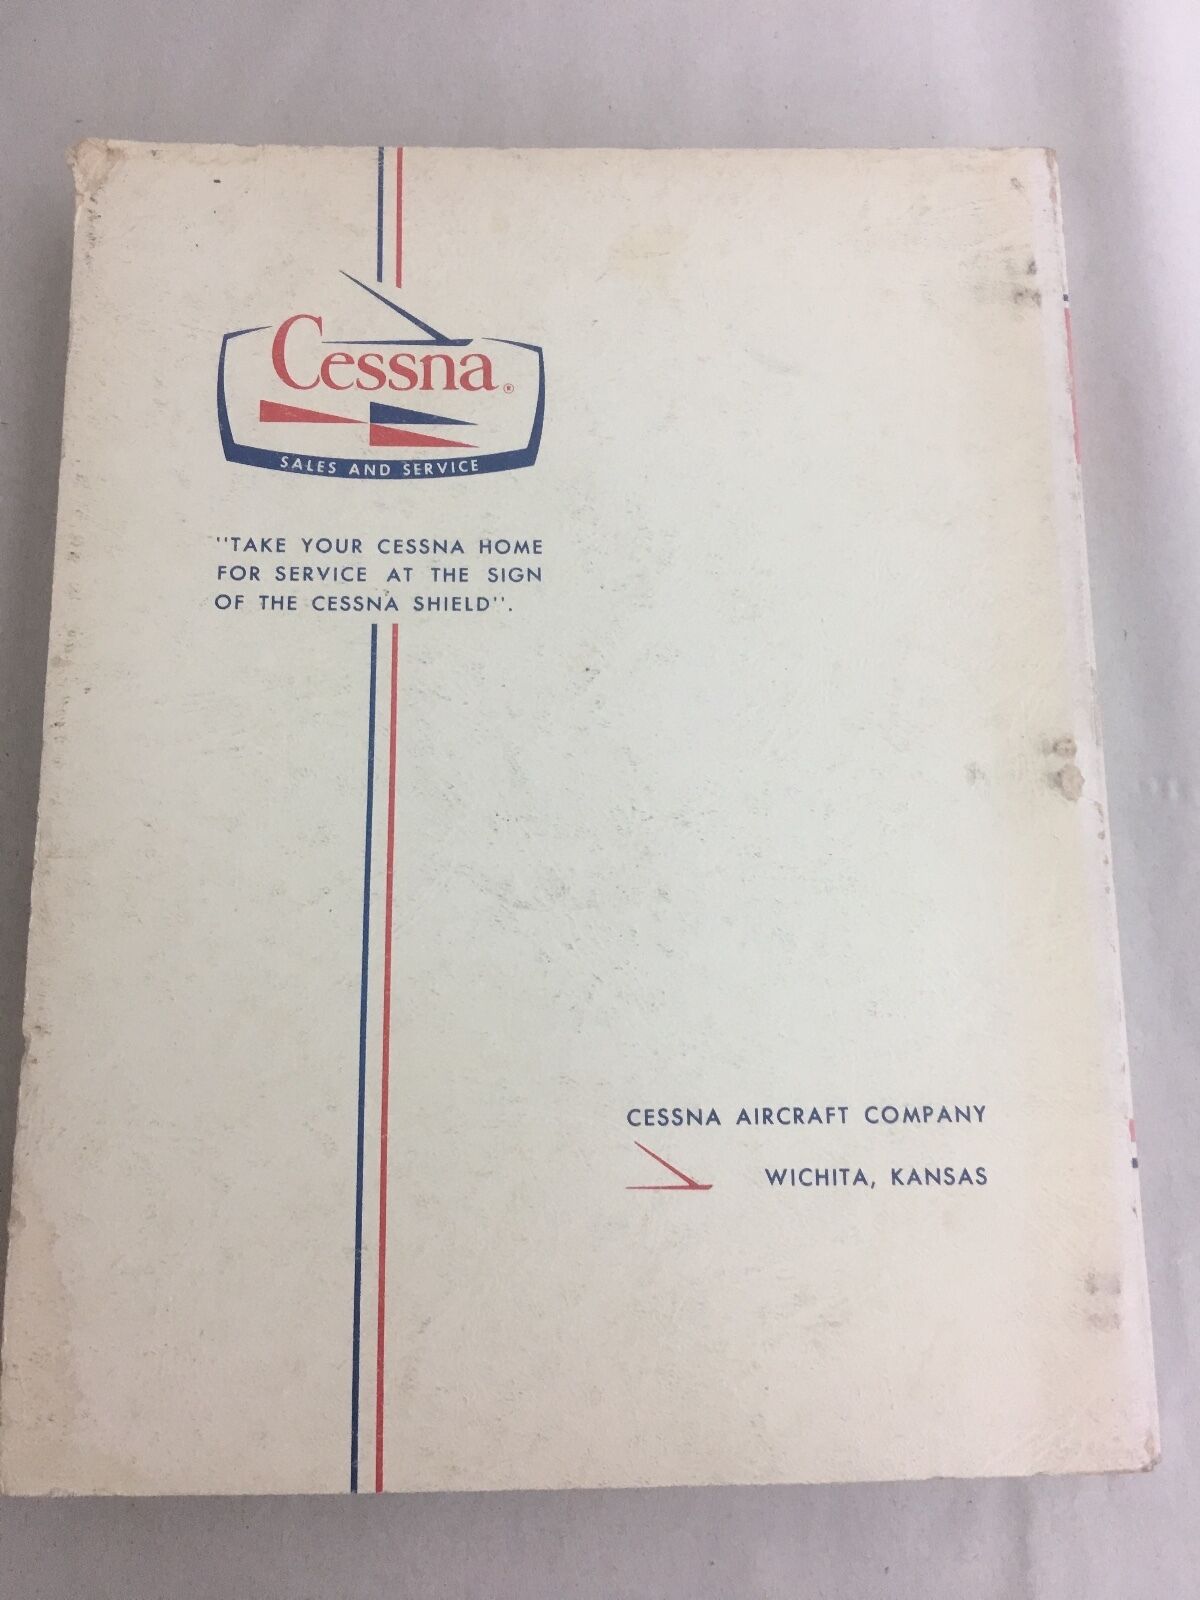 Cessna®
SALES AND SERVICE
"TAKE YOUR CESSNA HOME
FOR SERVICE AT THE SIGN
OF THE CESSNA SHIELD".
CESSNA AIRCRAFT COMPANY
WICHITA, KANSAS